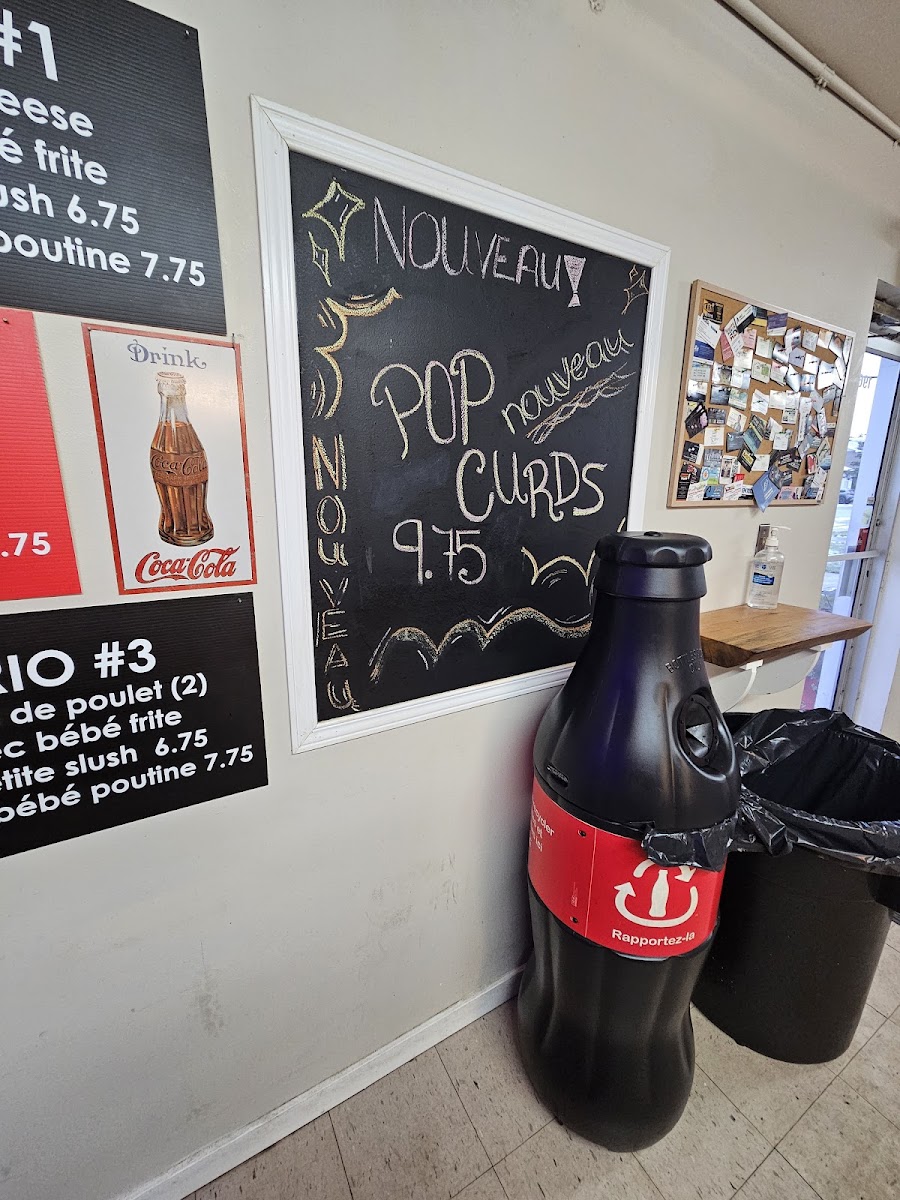 #1
eese
é frite
ush 6.75
poutine 7.75
.75
Drink
Coca-Cola
Coca-Cola
RIO #3
de poulet (2)
ec bébé frite
etite slush 6.75
bébé poutine 7.75
NOUVEAU!
NOUVEAU
POP
nouveau
CURDS
9.75
Rapportez-la